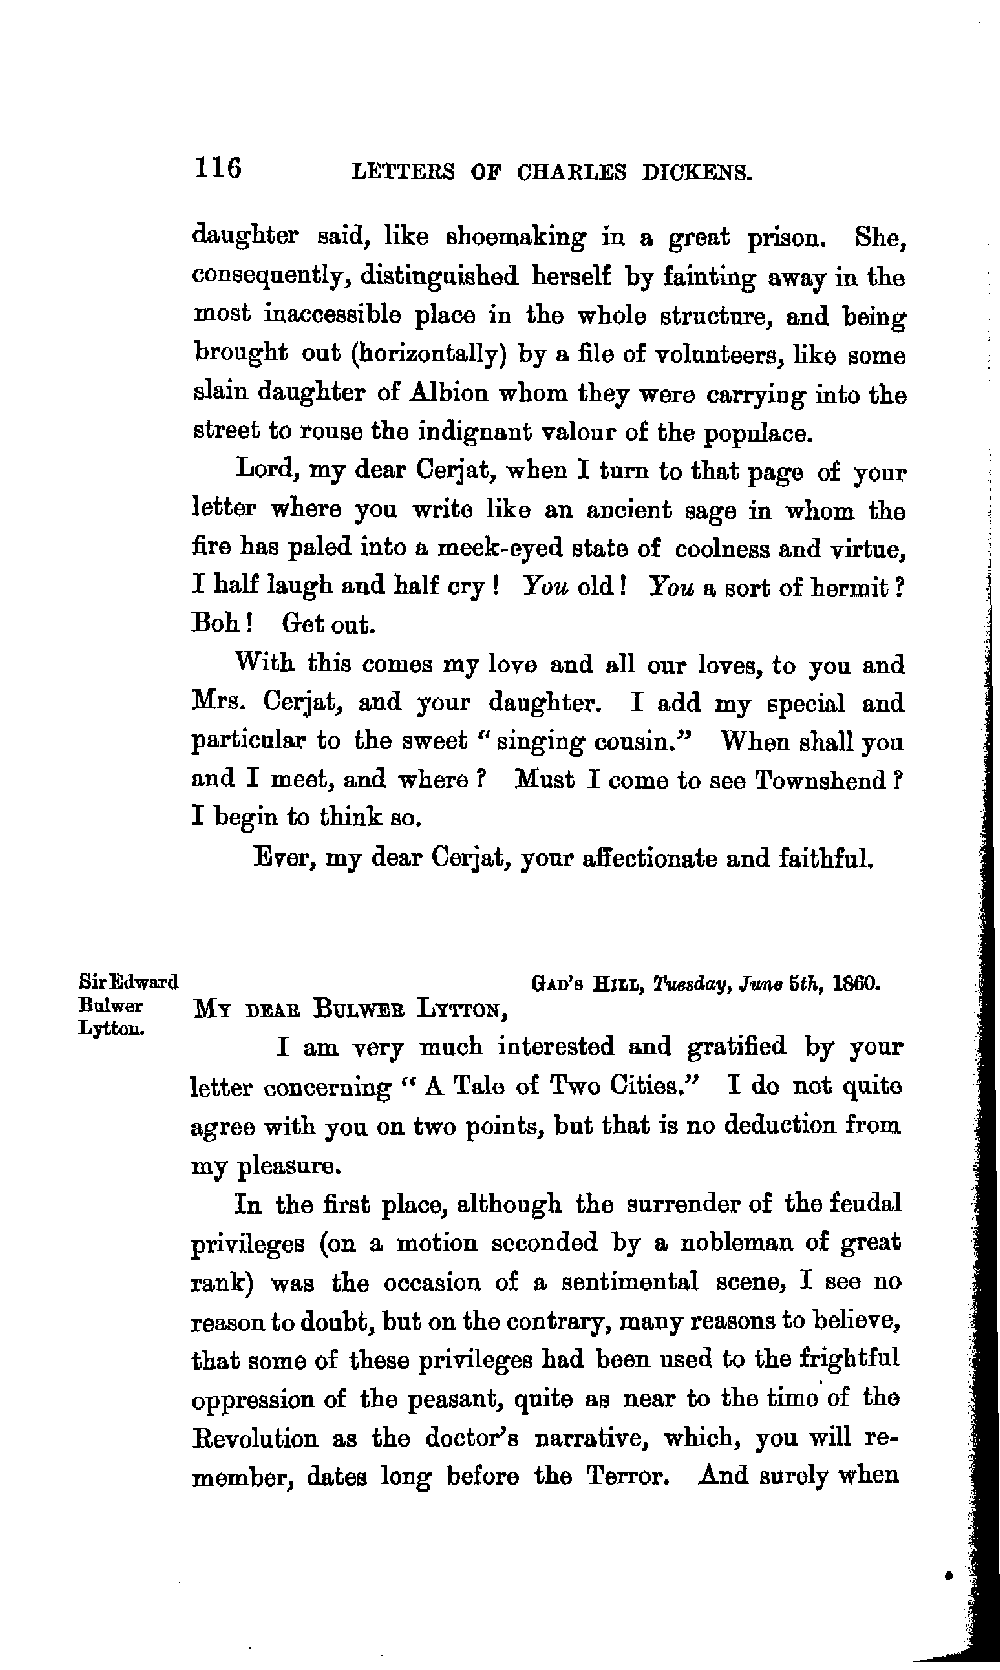 116 LETTERS OF CHARLES DICKENS.
daughter said, like shoemaking in a great prison. She,
consequently, distinguished herself by fainting away in the
most inaccessible place in the whole structure, and being
brought out (horizontally) by a file of volunteers, like some
slain daughter of Albion whom they were carrying into the
street to rouse the indignant valour of the populace.
Lord, my dear Cerjat, when I turn to that page of your
letter where you write like an ancient sage in whom the
fire has paled into a meek-eyed state of coolness and virtue,
I half laugh and half cry! You old! You a sort of hermit?
Boh! Get out.
With this comes my love and all our loves, to you and
Mrs. Cerjat, and your daughter. I add my special and
particular to the sweet "singing cousin." When shall you
and I meet, and where? Must I come to see Townshend?
I begin to think so.
Ever, my dear Cerjat, your affectionate and faithful.
Sir Edward
Bulwer
Lytton.
GAD'S HILL, Tuesday, June 5th, 1860.
MY DEAR BULWER LYTTON,
I am very much interested and gratified by your
letter concerning "A Tale of Two Cities." I do not quite
agree with you on two points, but that is no deduction from
my pleasure.
In the first place, although the surrender of the feudal
privileges (on a motion seconded by a nobleman of great
rank) was the occasion of a sentimental scene, I see no
reason to doubt, but on the contrary, many reasons to believe,
that some of these privileges had been used to the frightful
oppression of the peasant, quite as near to the time of the
Revolution as the doctor's narrative, which, you will re-
member, dates long before the Terror. And surely when